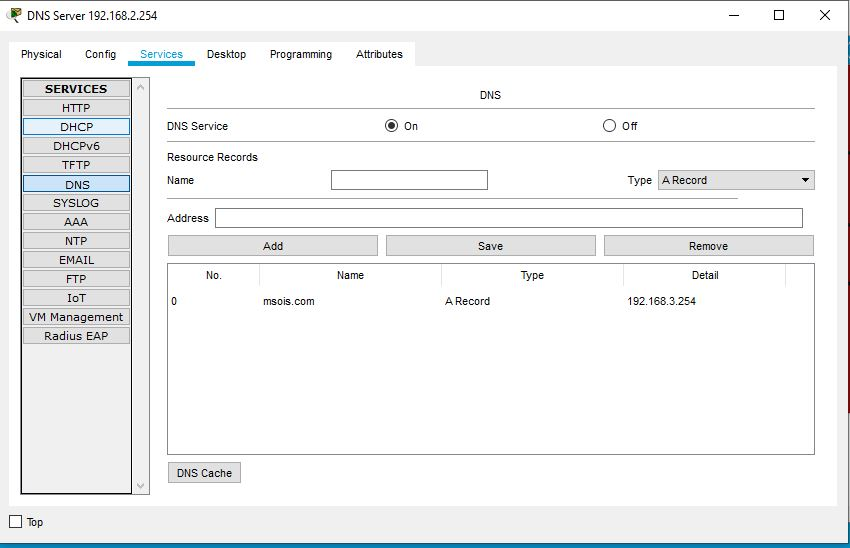 DNS Server 192.168.2.254
Physical Config Services Desktop Programming Attributes
SERVICES
HTTP
DHCP
DHCPv6
TFTP
DNS
SYSLOG
AAA
NTP
EMAIL
FTP
IoT
VM Management
Radius EAP
DNS
DNS Service On Off
Resource Records
Name Type A Record
Address
Add Save Remove
No. Name Type Detail
0 msois.com A Record 192.168.3.254
DNS Cache
Top